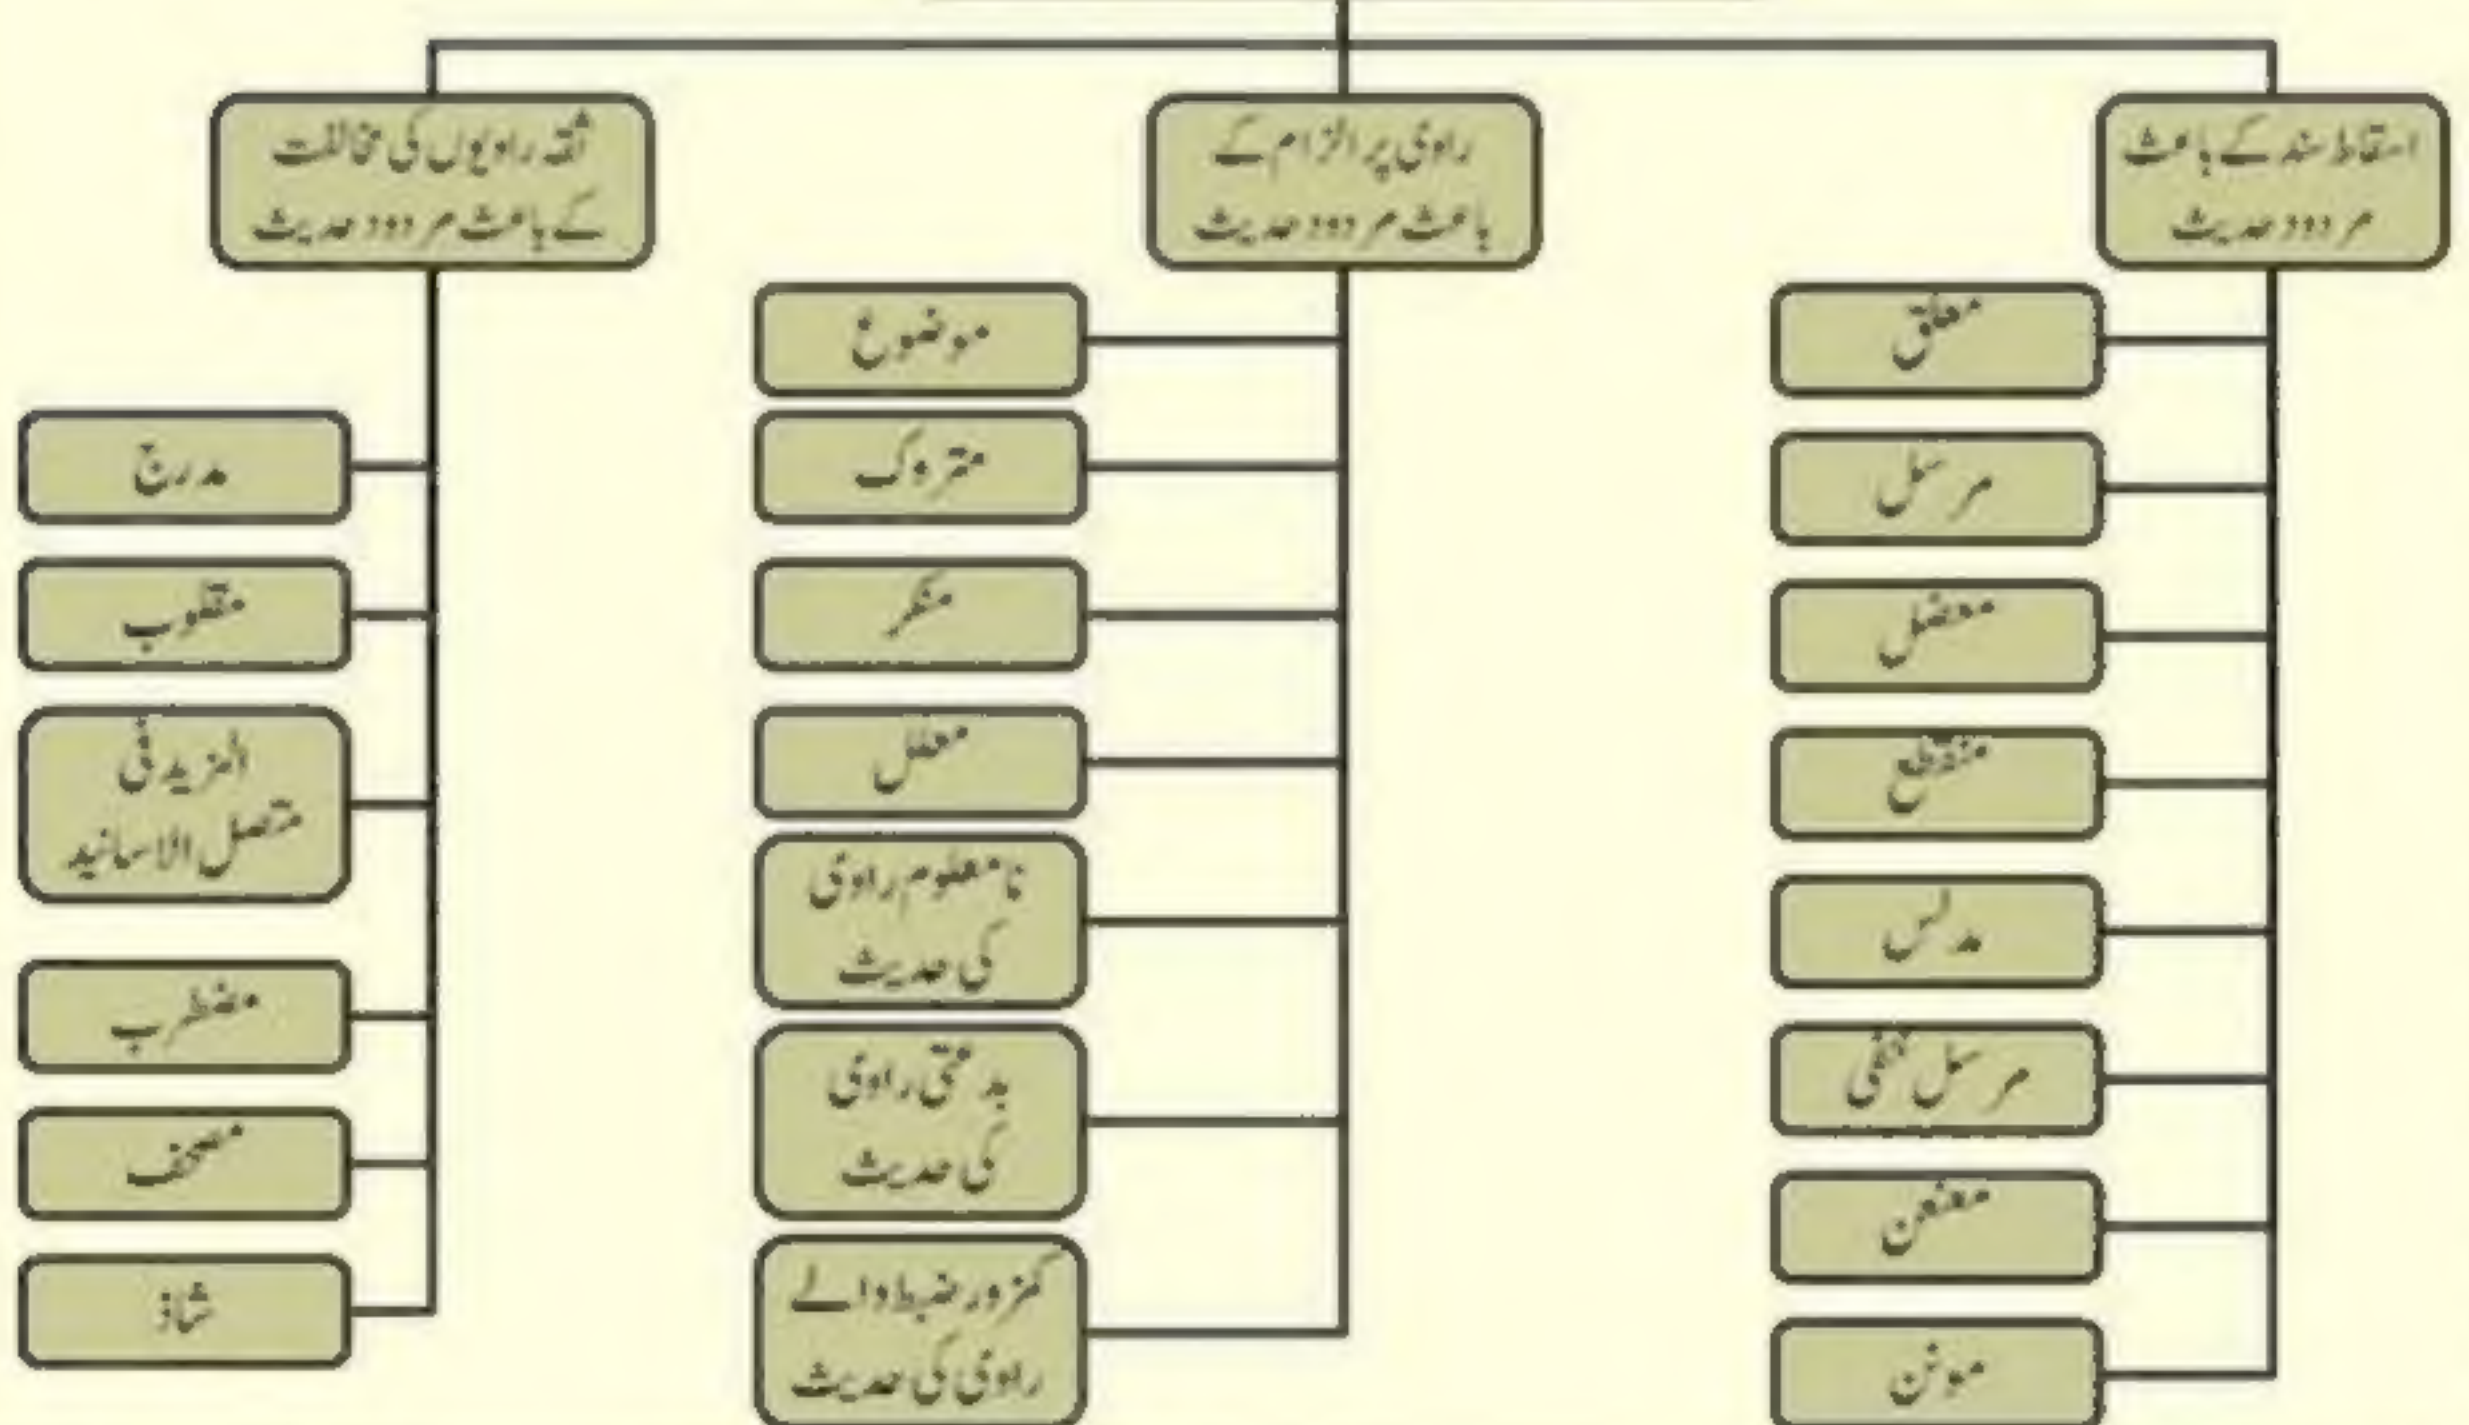 اسقاط سند کے باعث
مردود حدیث
معلق
مرسل
معضل
منقطع
مدلس
مرسل خفی
معنعن
مونن
راوی پر الزام کے
باعث مردود حدیث
موضوع
متروک
منکر
معلل
نامعلوم راوی
کی حدیث
بدعتی راوی
کی حدیث
کمزور ضبط والے
راوی کی حدیث
ثقہ راویوں کی مخالفت
کے باعث مردود حدیث
مدرج
مقلوب
المزید فی
متصل الاسانید
مضطرب
مصحف
شاذ